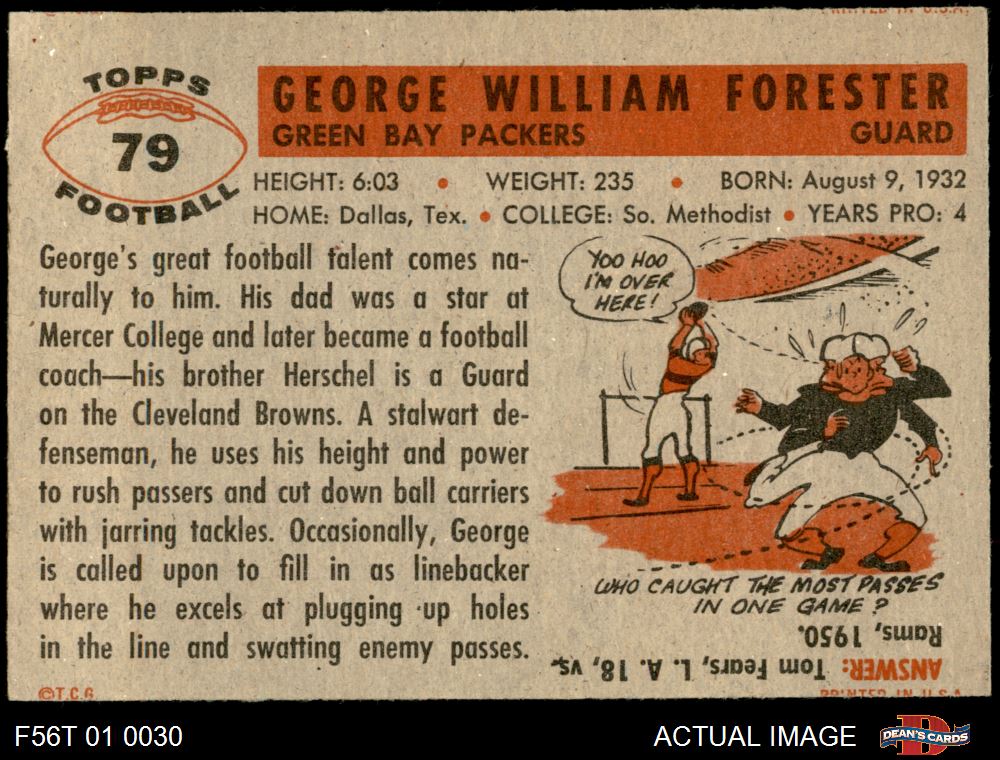 PRINTED IN U.S.A.
TOPPS
79
FOOTBALL
GEORGE WILLIAM FORESTER
GREEN BAY PACKERS GUARD
HEIGHT: 6:03 • WEIGHT: 235 • BORN: August 9, 1932
HOME: Dallas, Tex. • COLLEGE: So. Methodist • YEARS PRO: 4
George's great football talent comes na-
turally to him. His dad was a star at
Mercer College and later became a football
coach—his brother Herschel is a Guard
on the Cleveland Browns. A stalwart de-
fenseman, he uses his height and power
to rush passers and cut down ball carriers
with jarring tackles. Occasionally, George
is called upon to fill in as linebacker
where he excels at plugging up holes
in the line and swatting enemy passes.
YOO HOO
I'M OVER
HERE!
WHO CAUGHT THE MOST PASSES
IN ONE GAME?
ANSWER: Tom Fears, L. A. 18, vs.
Rams, 1950.
©T.C.G.
PRINTED IN U.S.A.
F56T 01 0030
ACTUAL IMAGE
D
DEAN'S CARDS